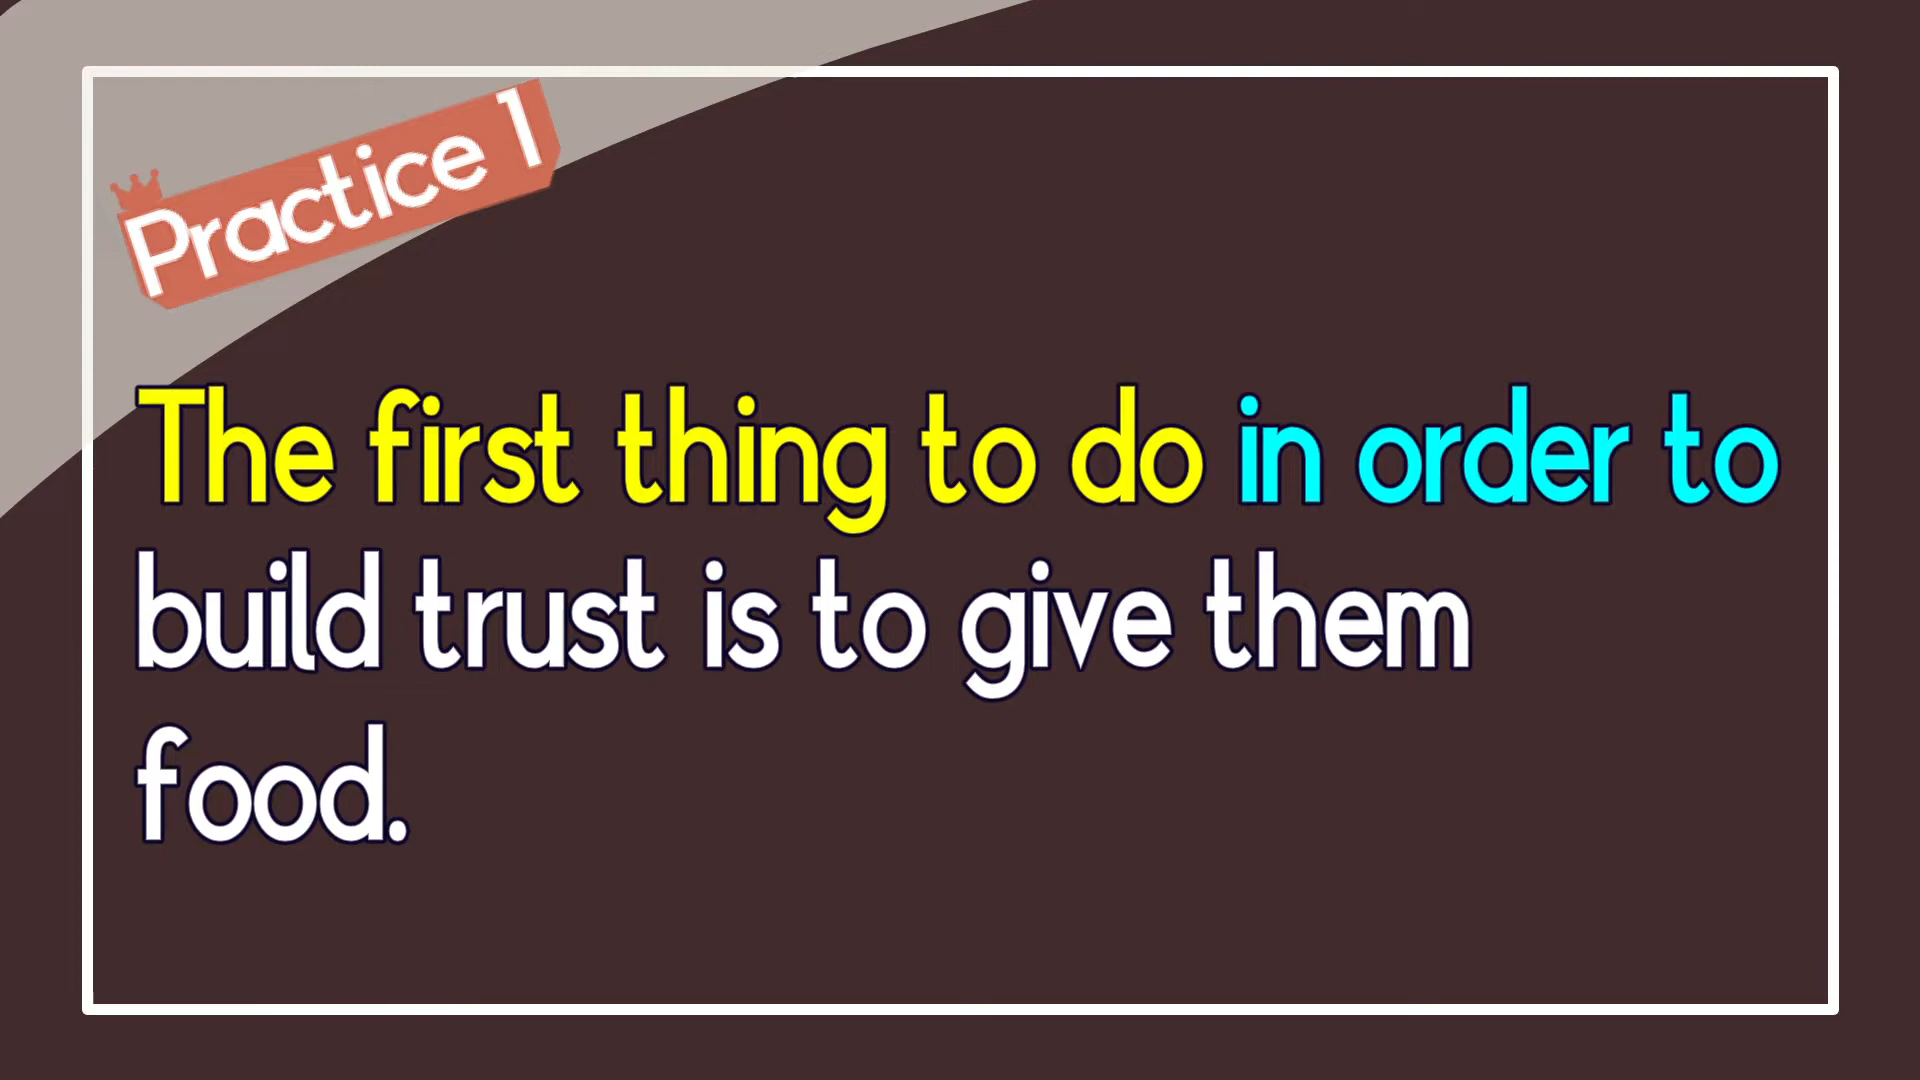 Practice 1
The first thing to do in order to
build trust is to give them
food.